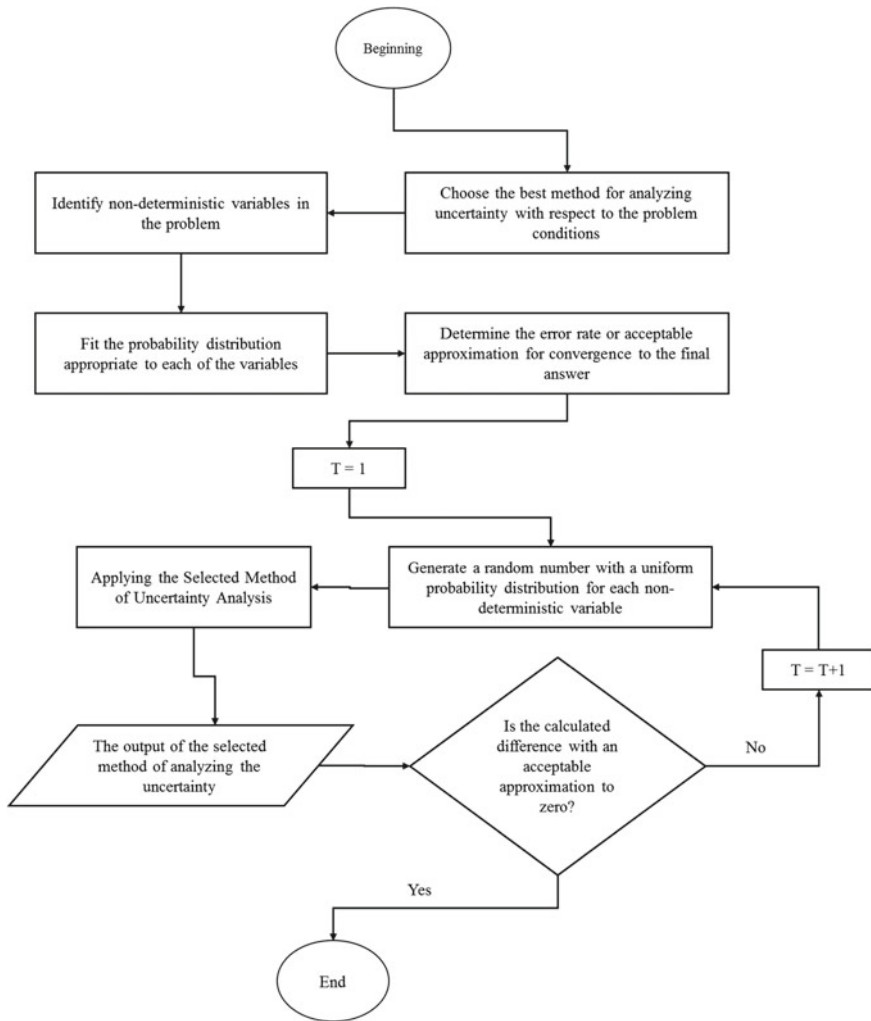 Beginning
Choose the best method for analyzing
uncertainty with respect to the problem
conditions
Identify non-deterministic variables in
the problem
Fit the probability distribution
appropriate to each of the variables
Determine the error rate or acceptable
approximation for convergence to the final
answer
T = 1
Generate a random number with a uniform
probability distribution for each non-
deterministic variable
Applying the Selected Method
of Uncertainty Analysis
The output of the selected
method of analyzing the
uncertainty
Is the calculated
difference with an
acceptable
approximation to
zero?
No
T = T+1
Yes
End